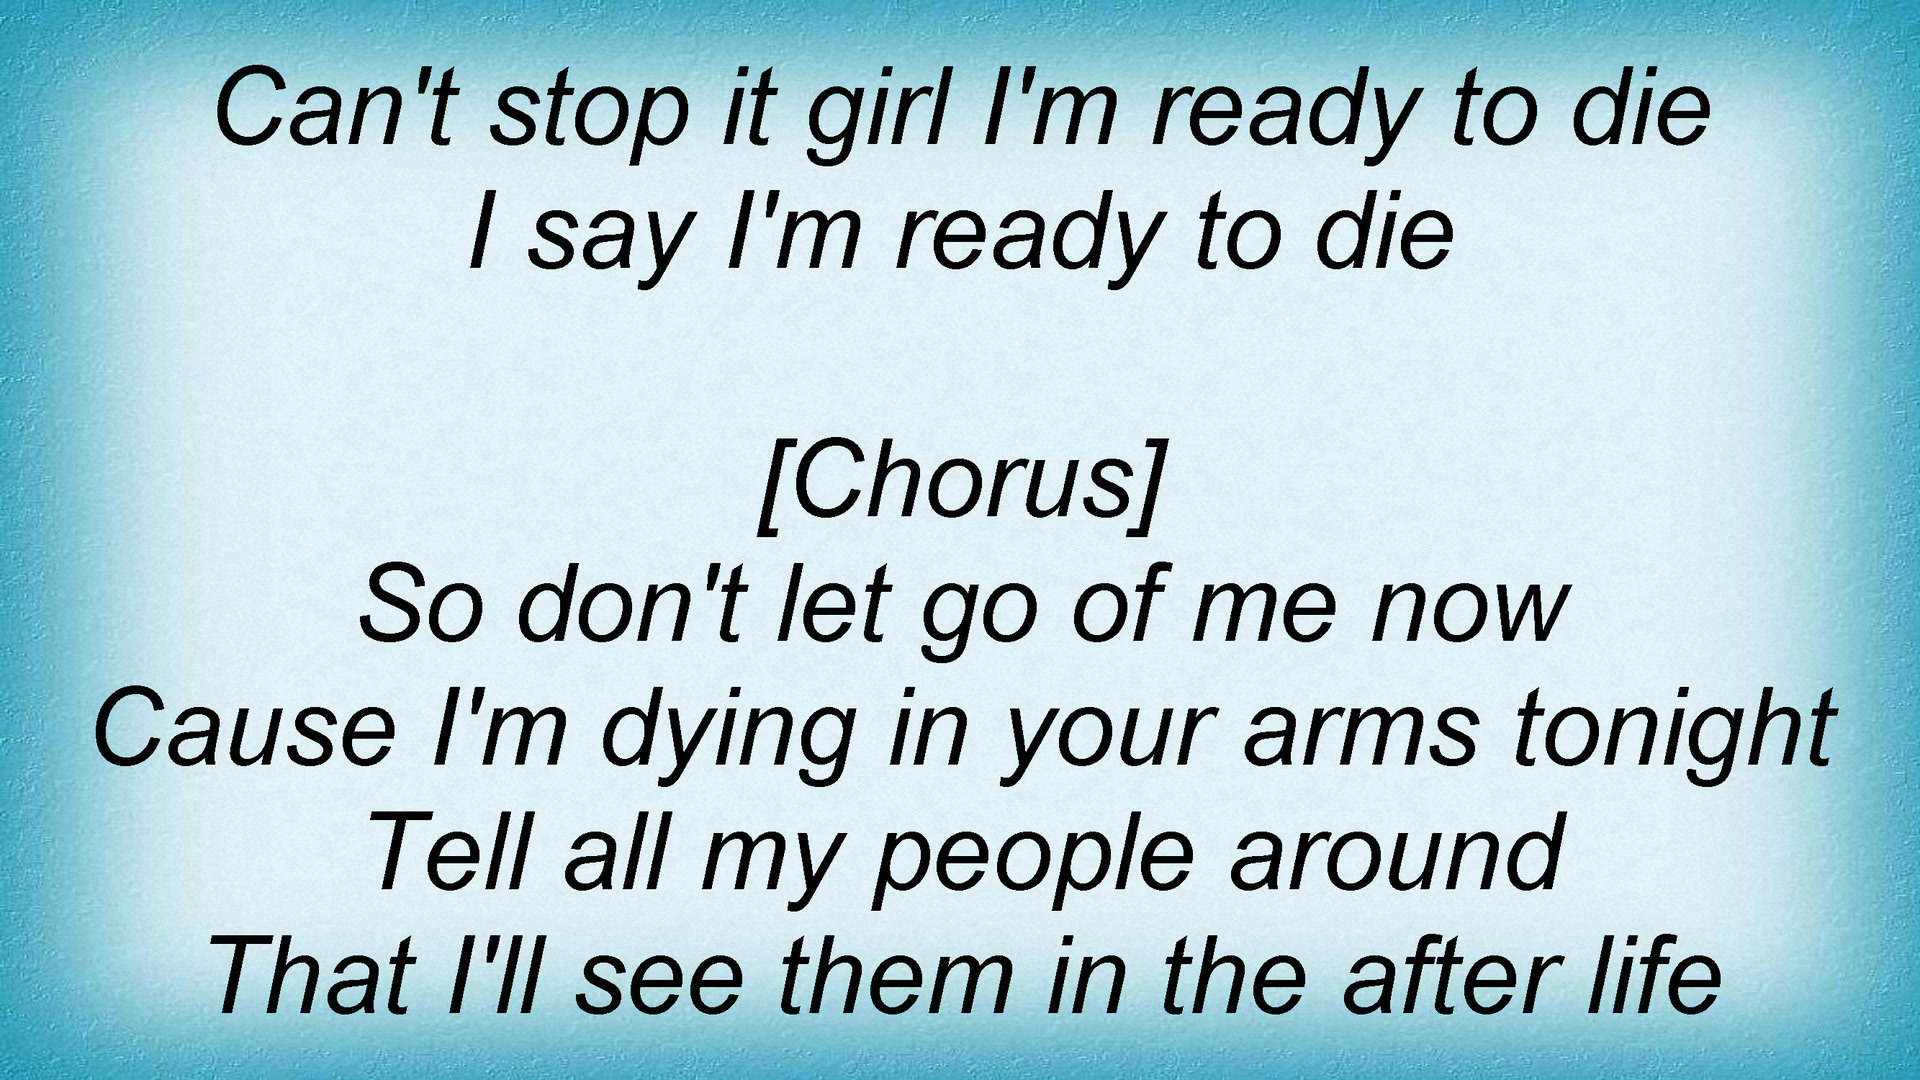 Can't stop it girl I'm ready to die
I say I'm ready to die
[Chorus]
So don't let go of me now
Cause I'm dying in your arms tonight
Tell all my people around
That I'll see them in the after life